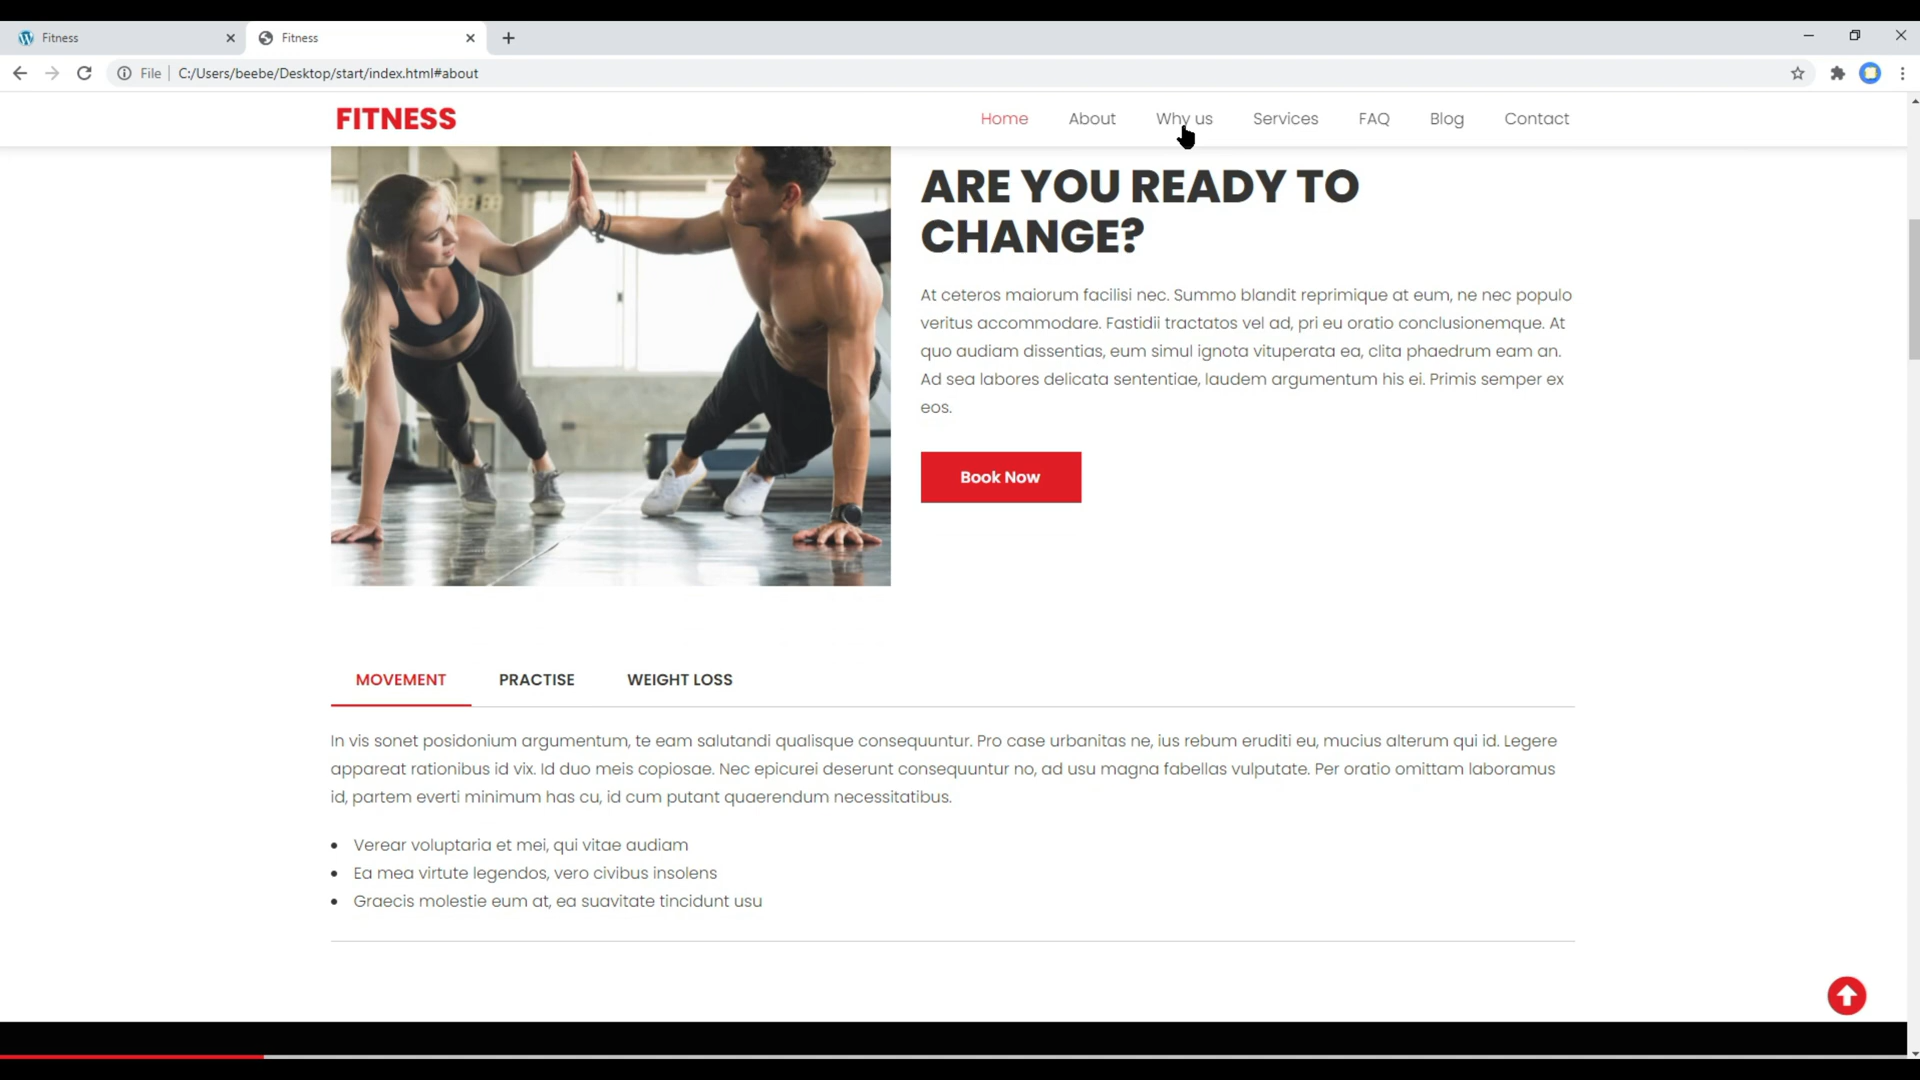 Fitness
Fitness
File
C:/Users/beebe/Desktop/start/index.html#about
FITNESS
Home
About
Why us
Services
FAQ
Blog
Contact
ARE YOU READY TO
CHANGE?
At ceteros maiorum facilisi nec. Summo blandit reprimique at eum, ne nec populo
veritus accommodare. Fastidii tractatos vel ad, pri eu oratio conclusionemque. At
quo audiam dissentias, eum simul ignota vituperata ea, clita phaedrum eam an.
Ad sea labores delicata sententiae, laudem argumentum his ei. Primis semper ex
eos.
Book Now
MOVEMENT
PRACTISE
WEIGHT LOSS
In vis sonet posidonium argumentum, te eam salutandi qualisque consequuntur. Pro case urbanitas ne, ius rebum eruditi eu, mucius alterum qui id. Legere
appareat rationibus id vix. Id duo meis copiosae. Nec epicurei deserunt consequuntur no, ad usu magna fabellas vulputate. Per oratio omittam laboramus
id, partem everti minimum has cu, id cum putant quaerendum necessitatibus.
Verear voluptaria et mei, qui vitae audiam
Ea mea virtute legendos, vero civibus insolens
Graecis molestie eum at, ea suavitate tincidunt usu